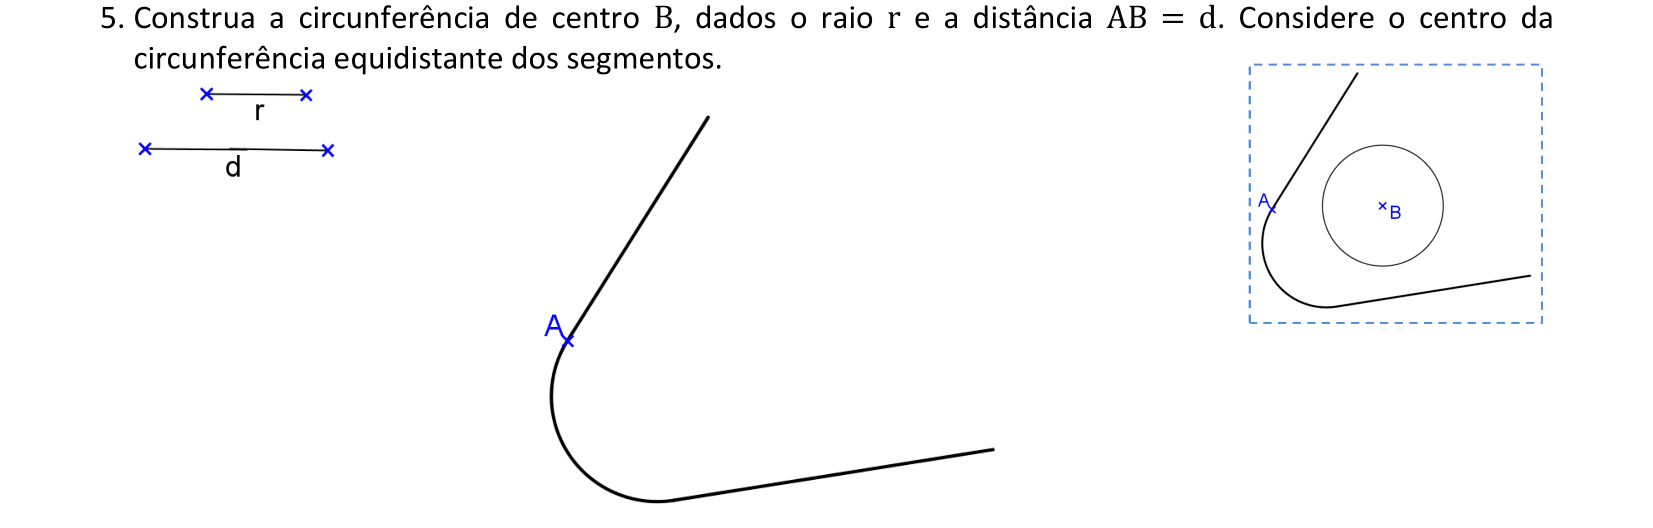 5. Construa a circunferência de centro B, dados o raio r e a distância AB = d. Considere o centro da
circunferência equidistante dos segmentos.
r
d
A
A
B